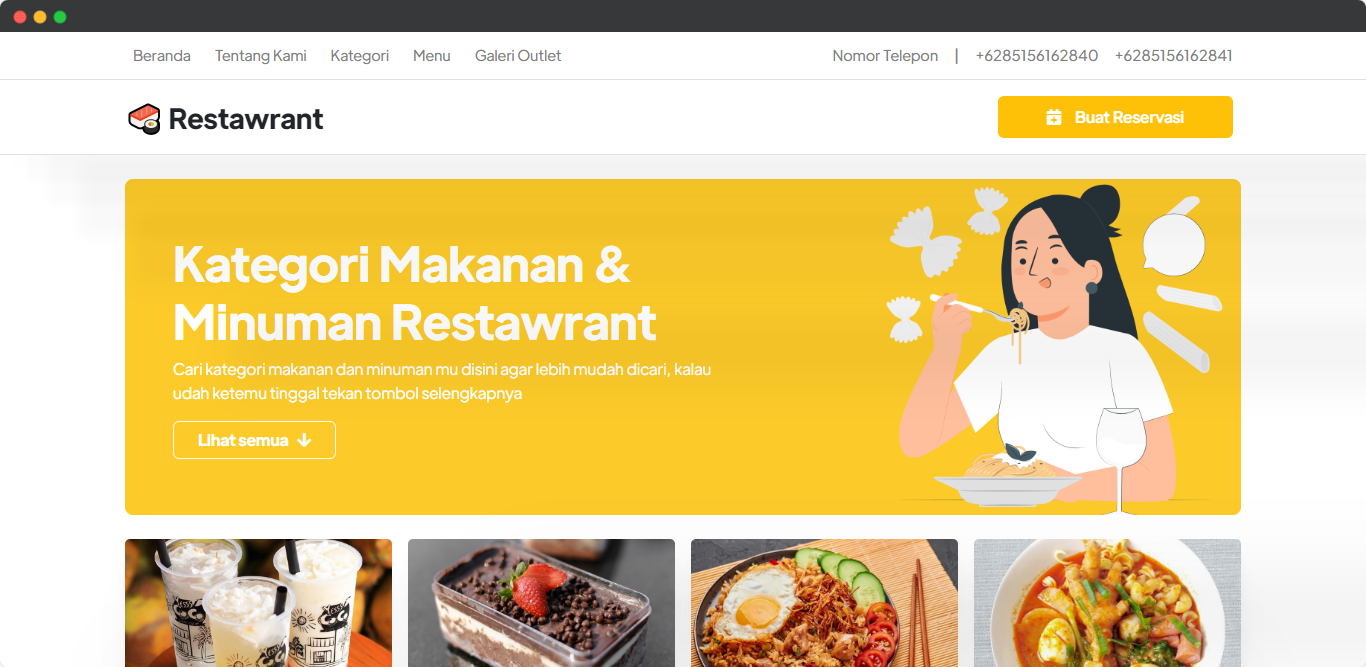 Beranda Tentang Kami Kategori Menu Galeri Outlet Nomor Telepon | +6285156162840 +6285156162841
Restawrant Buat Reservasi
Kategori Makanan &
Minuman Restawrant
Cari kategori makanan dan minuman mu disini agar lebih mudah dicari, kalau
udah ketemu tinggal tekan tombol selengkapnya
Lihat semua